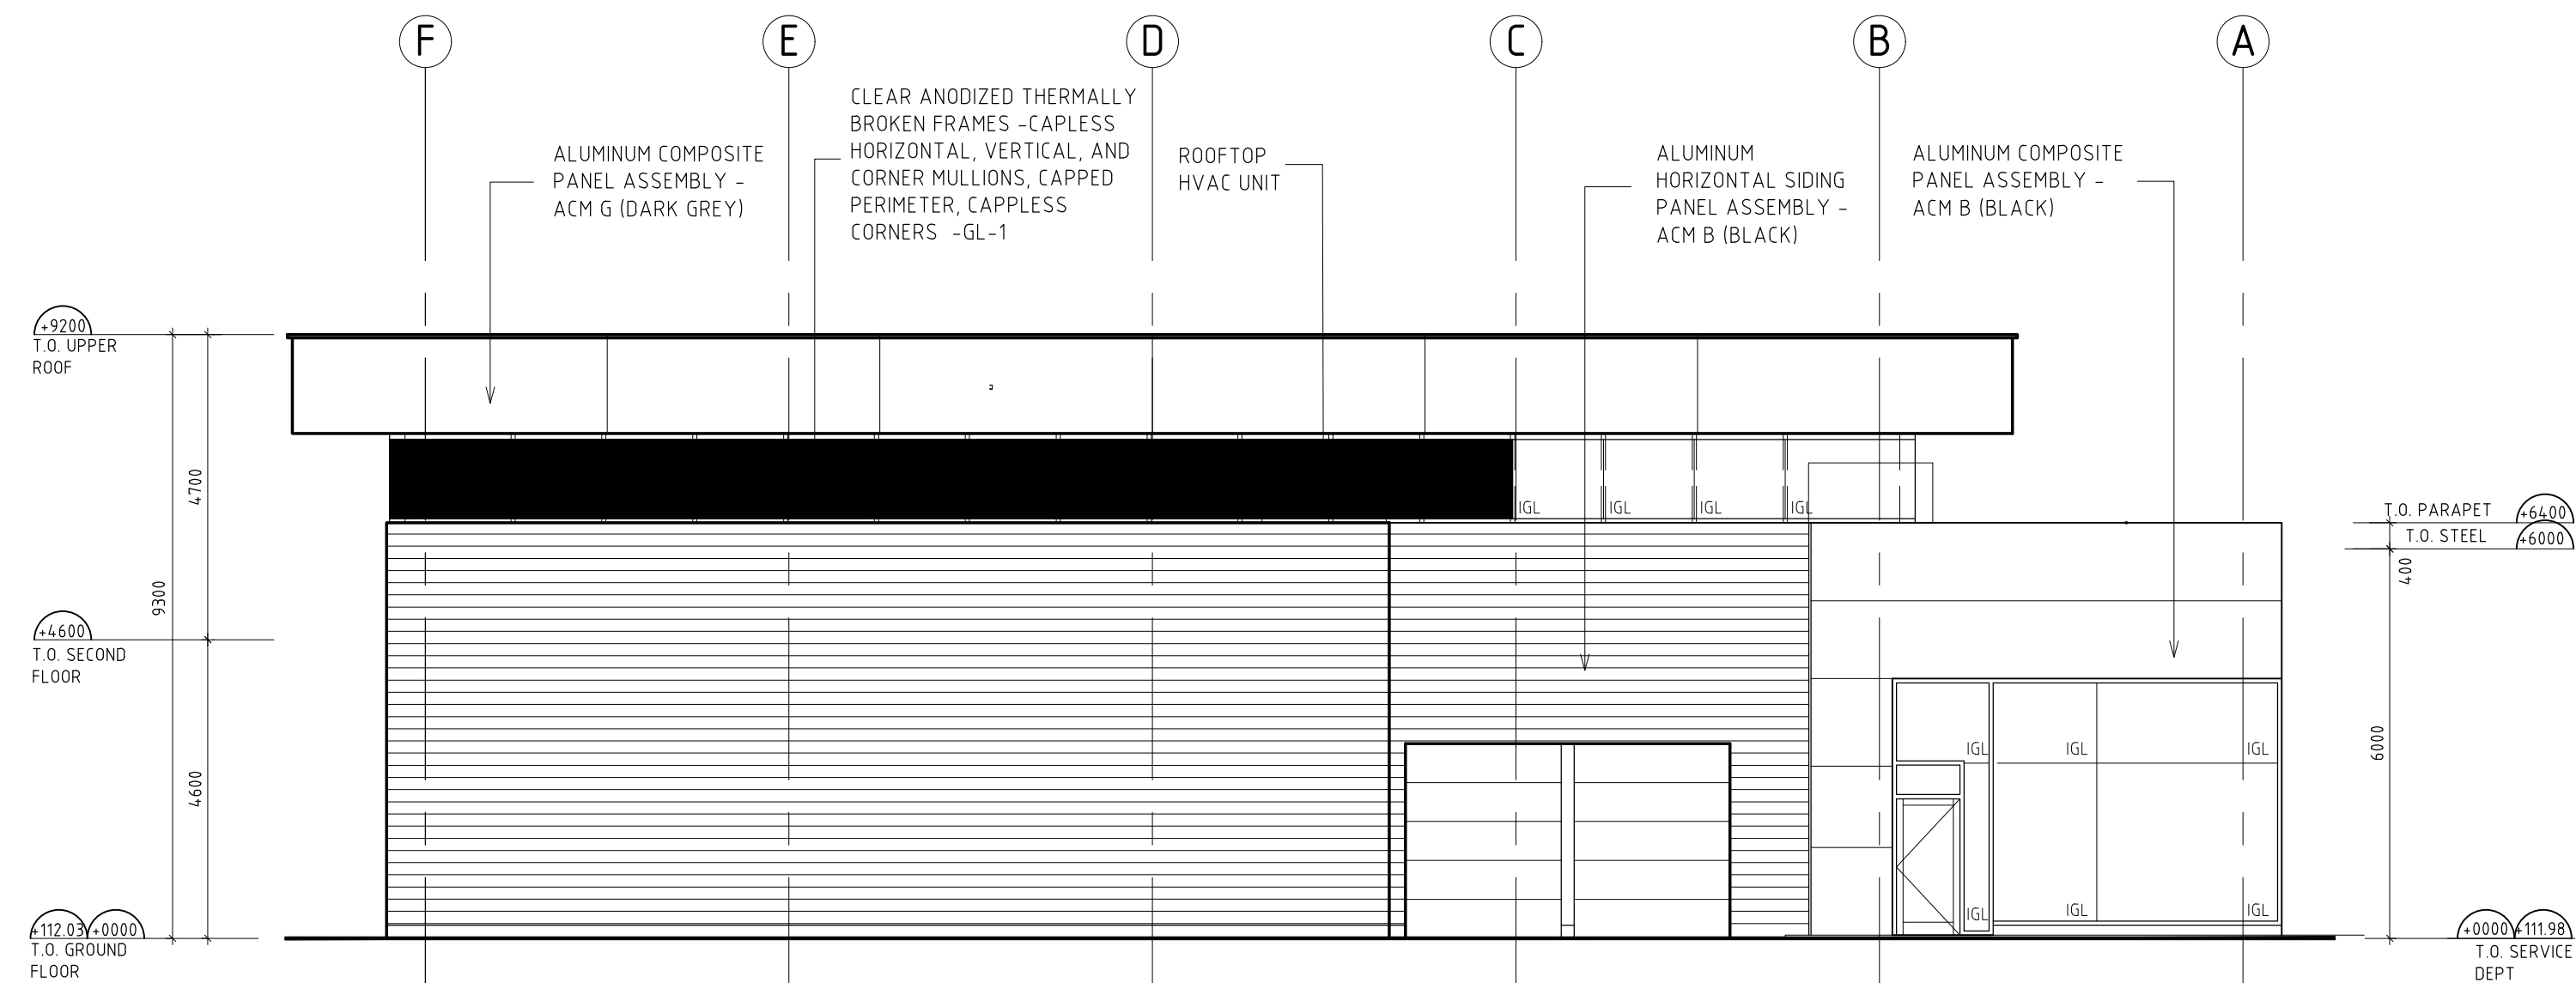 F
E
D
C
B
A
ALUMINUM COMPOSITE
PANEL ASSEMBLY -
ACM G (DARK GREY)
CLEAR ANODIZED THERMALLY
BROKEN FRAMES -CAPLESS
HORIZONTAL, VERTICAL, AND
CORNER MULLIONS, CAPPED
PERIMETER, CAPPLESS
CORNERS -GL-1
ROOFTOP
HVAC UNIT
ALUMINUM
HORIZONTAL SIDING
PANEL ASSEMBLY -
ACM B (BLACK)
ALUMINUM COMPOSITE
PANEL ASSEMBLY -
ACM B (BLACK)
+9200
T.O. UPPER
ROOF
4700
9300
+4600
T.O. SECOND
FLOOR
4600
+112.03
+0000
T.O. GROUND
FLOOR
IGL
IGL
IGL
IGL
IGL
IGL
IGL
IGL
IGL
IGL
T.O. PARAPET
+6400
T.O. STEEL
+6000
400
6000
+0000
+111.98
T.O. SERVICE
DEPT